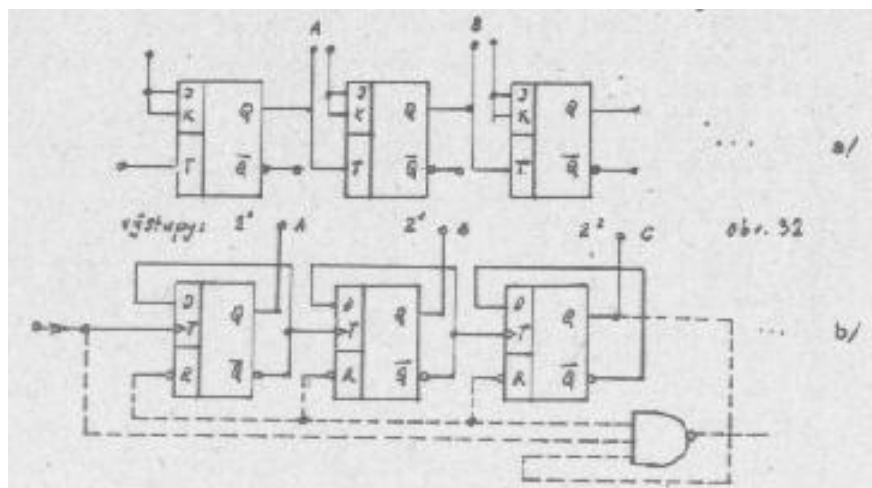 A B
J Q J Q J Q
K K K
T Q̅ T Q̅ T Q̅ ... a/
výstupy: 2⁰ A 2¹ B 2² C obr. 32
D Q D Q D Q
T T T ... b/
R Q̅ R Q̅ R Q̅